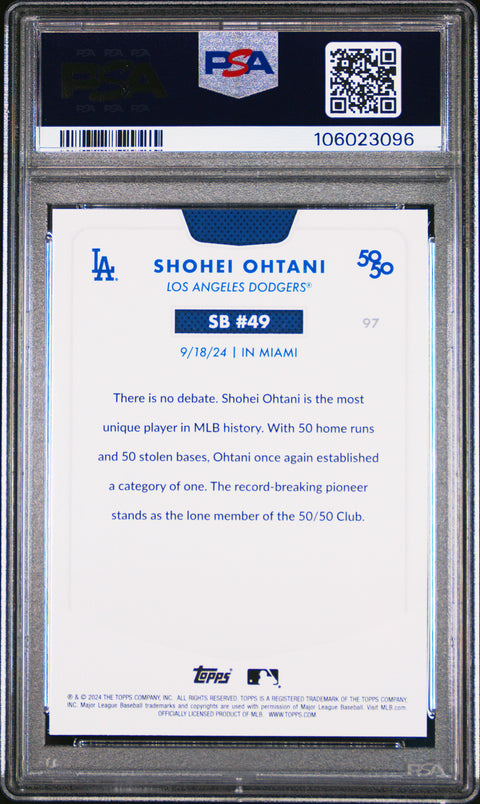 PSA
106023096
LA
SHOHEI OHTANI
50
50
LOS ANGELES DODGERS®
SB #49
97
9/18/24 | IN MIAMI
There is no debate. Shohei Ohtani is the most
unique player in MLB history. With 50 home runs
and 50 stolen bases, Ohtani once again established
a category of one. The record-breaking pioneer
stands as the lone member of the 50/50 Club.
Topps
® & © 2024 THE TOPPS COMPANY, INC. ALL RIGHTS RESERVED. TOPPS IS A REGISTERED TRADEMARK OF THE TOPPS COMPANY,
INC. Major League Baseball trademarks and copyrights are used with permission of Major League Baseball. Visit MLB.com.
OFFICIALLY LICENSED PRODUCT OF MLB. WWW.TOPPS.COM
PSA